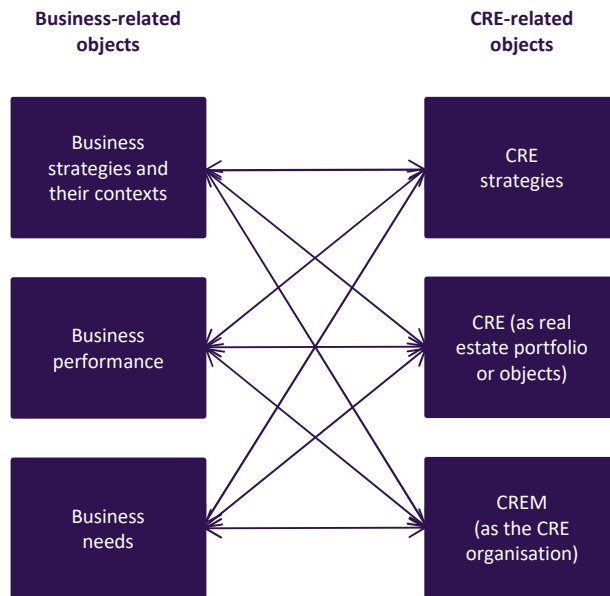 Business-related
objects
CRE-related
objects
Business
strategies and
their contexts
CRE
strategies
Business
performance
CRE (as real
estate portfolio
or objects)
Business
needs
CREM
(as the CRE
organisation)